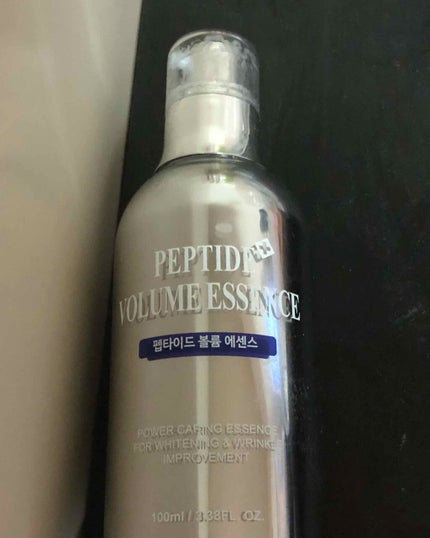 PEPTIDE
VOLUME ESSENCE
펩타이드 볼륨 에센스
POWER CARING ESSENCE
FOR WHITENING & WRINKLE
IMPROVEMENT
100ml / 3.38FL. OZ.